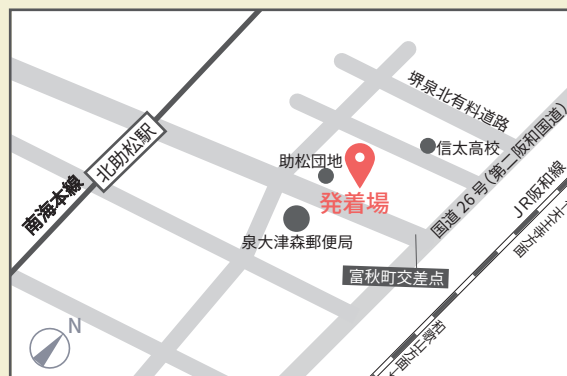 堺泉北有料道路
信太高校
国道26号(第二阪和国道)
北助松駅
助松団地
JR阪和線
発着場
南海本線
天王寺方面
泉大津森郵便局
富秋町交差点
N
和歌山方面